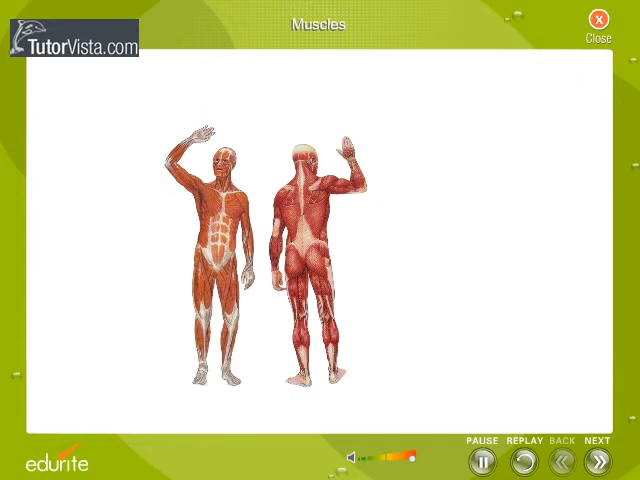 Muscles
x
Close
TutorVista.com
PAUSE REPLAY BACK NEXT
edurite